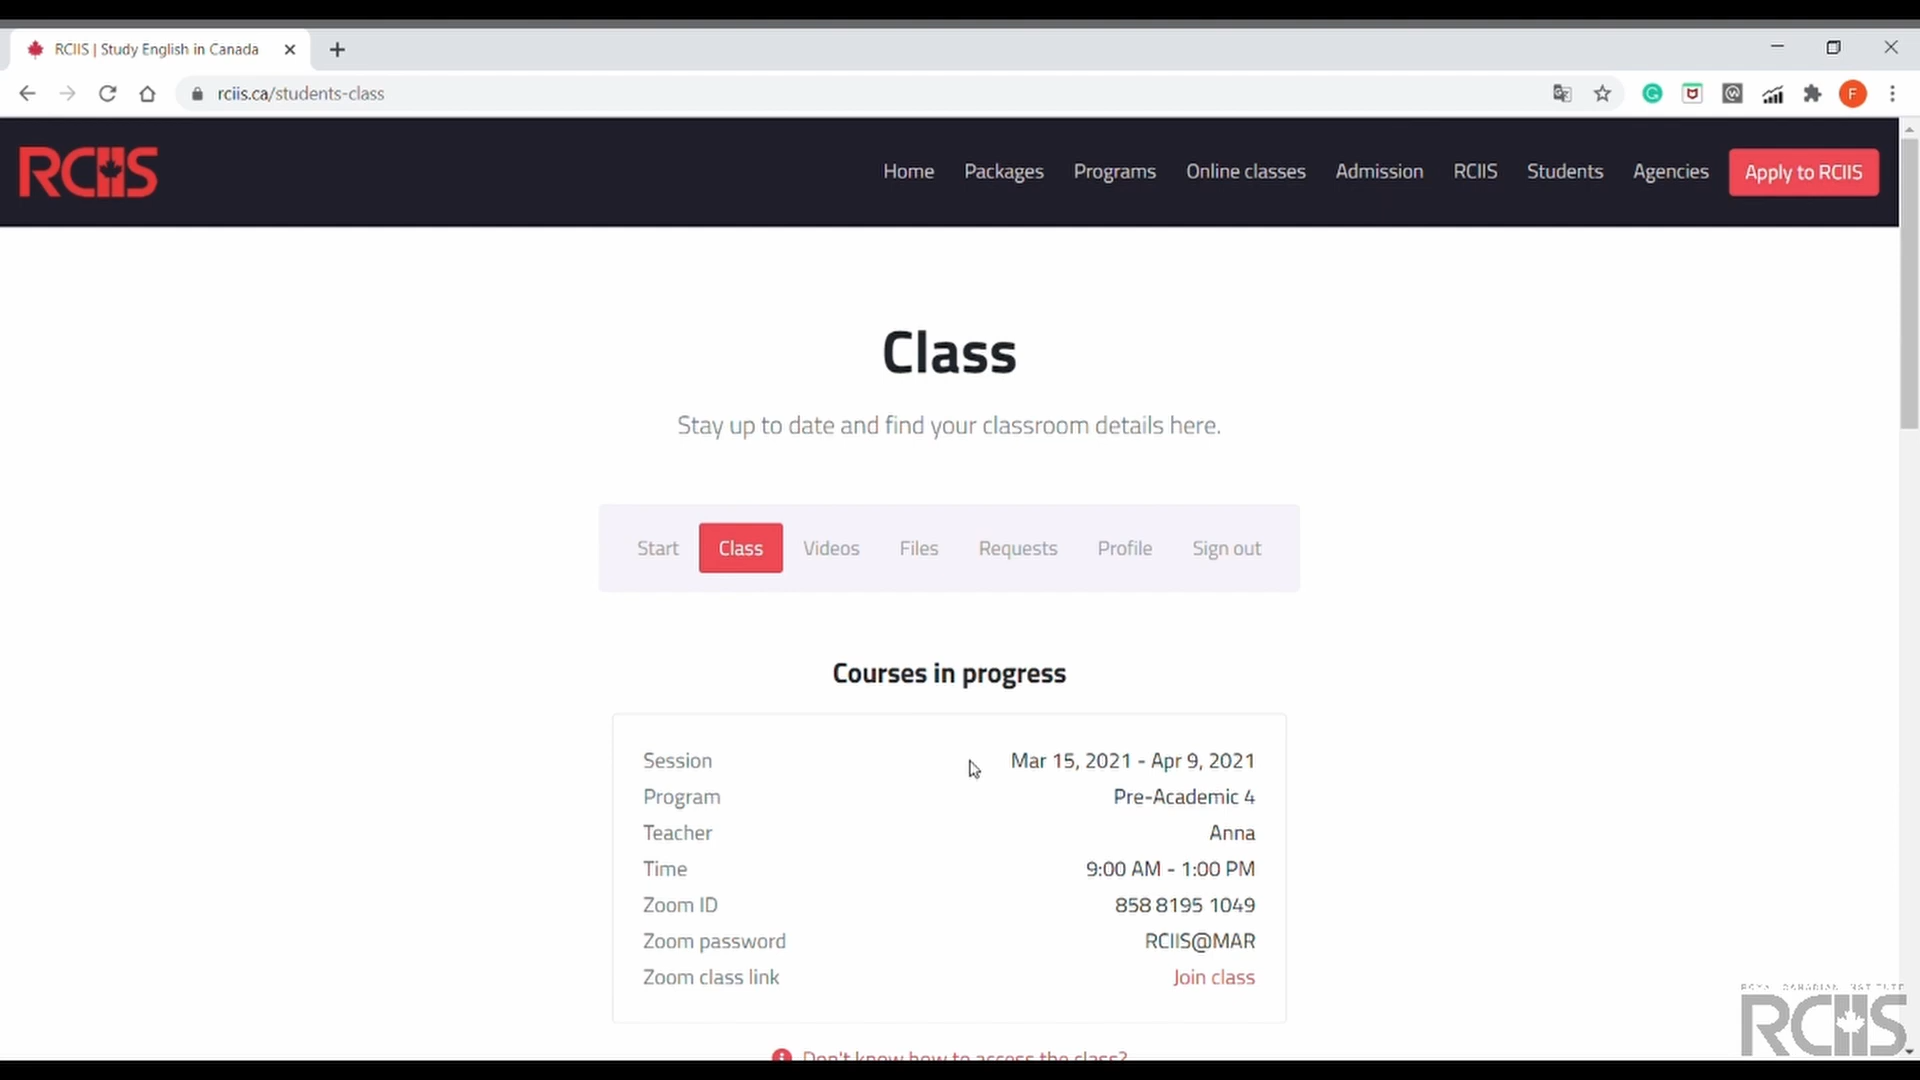 RCIIS | Study English in Canada
rciis.ca/students-class
F
RCIIS
Home Packages Programs Online classes Admission RCIIS Students Agencies Apply to RCIIS
Class
Stay up to date and find your classroom details here.
Start Class Videos Files Requests Profile Sign out
Courses in progress
Session Mar 15, 2021 - Apr 9, 2021
Program Pre-Academic 4
Teacher Anna
Time 9:00 AM - 1:00 PM
Zoom ID 858 8195 1049
Zoom password RCIIS@MAR
Zoom class link Join class
Don't know how to access the class?
ROYAL CANADIAN INSTITUTE
RCIIS